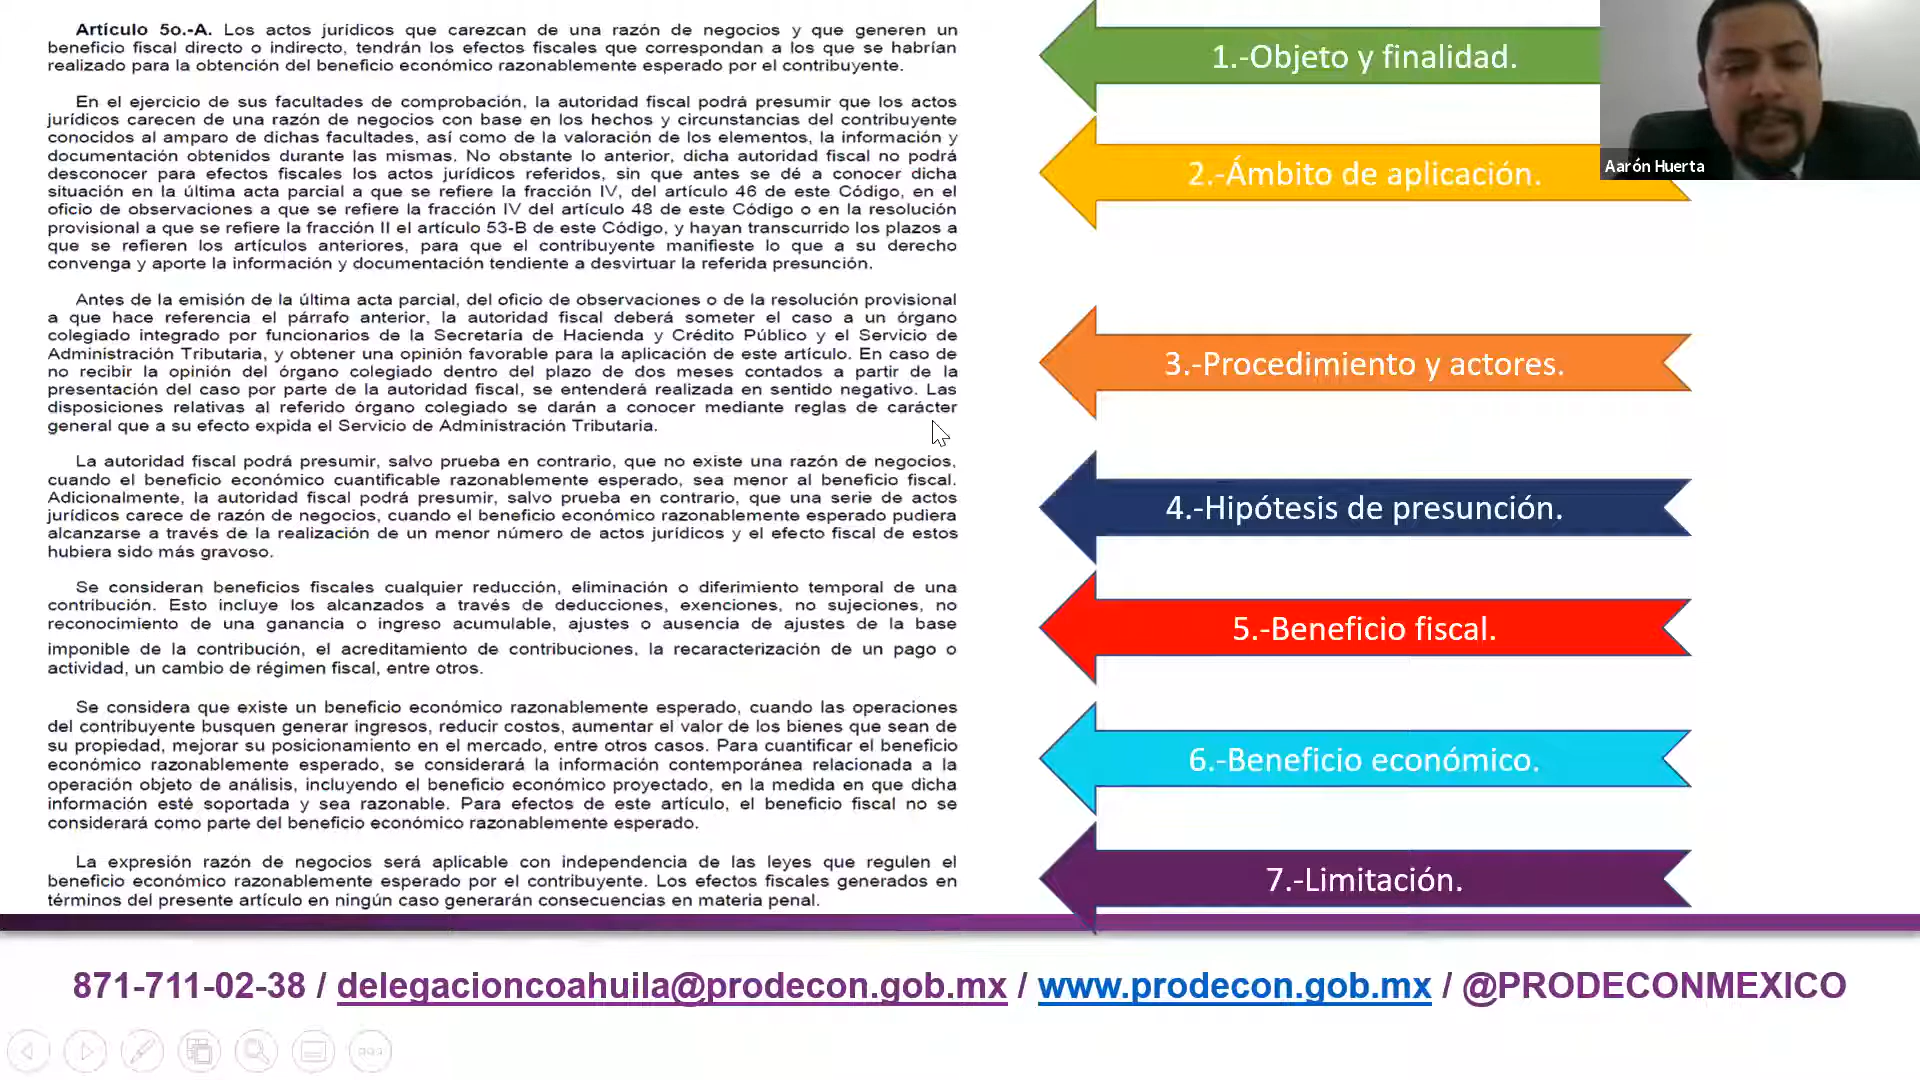 Artículo 5o.-A. Los actos jurídicos que carezcan de una razón de negocios y que generen un
beneficio fiscal directo o indirecto, tendrán los efectos fiscales que correspondan a los que se habrían
realizado para la obtención del beneficio económico razonablemente esperado por el contribuyente.
En el ejercicio de sus facultades de comprobación, la autoridad fiscal podrá presumir que los actos
jurídicos carecen de una razón de negocios con base en los hechos y circunstancias del contribuyente
conocidos al amparo de dichas facultades, así como de la valoración de los elementos, la información y
documentación obtenidos durante las mismas. No obstante lo anterior, dicha autoridad fiscal no podrá
desconocer para efectos fiscales los actos jurídicos referidos, sin que antes se dé a conocer dicha
situación en la última acta parcial a que se refiere la fracción IV, del artículo 46 de este Código, en el
oficio de observaciones a que se refiere la fracción IV del artículo 48 de este Código o en la resolución
provisional a que se refiere la fracción II el artículo 53-B de este Código, y hayan transcurrido los plazos a
que se refieren los artículos anteriores, para que el contribuyente manifieste lo que a su derecho
convenga y aporte la información y documentación tendiente a desvirtuar la referida presunción.
Antes de la emisión de la última acta parcial, del oficio de observaciones o de la resolución provisional
a que hace referencia el párrafo anterior, la autoridad fiscal deberá someter el caso a un órgano
colegiado integrado por funcionarios de la Secretaría de Hacienda y Crédito Público y el Servicio de
Administración Tributaria, y obtener una opinión favorable para la aplicación de este artículo. En caso de
no recibir la opinión del órgano colegiado dentro del plazo de dos meses contados a partir de la
presentación del caso por parte de la autoridad fiscal, se entenderá realizada en sentido negativo. Las
disposiciones relativas al referido órgano colegiado se darán a conocer mediante reglas de carácter
general que a su efecto expida el Servicio de Administración Tributaria.
La autoridad fiscal podrá presumir, salvo prueba en contrario, que no existe una razón de negocios,
cuando el beneficio económico cuantificable razonablemente esperado, sea menor al beneficio fiscal.
Adicionalmente, la autoridad fiscal podrá presumir, salvo prueba en contrario, que una serie de actos
jurídicos carece de razón de negocios, cuando el beneficio económico razonablemente esperado pudiera
alcanzarse a través de la realización de un menor número de actos jurídicos y el efecto fiscal de estos
hubiera sido más gravoso.
Se consideran beneficios fiscales cualquier reducción, eliminación o diferimiento temporal de una
contribución. Esto incluye los alcanzados a través de deducciones, exenciones, no sujeciones, no
reconocimiento de una ganancia o ingreso acumulable, ajustes o ausencia de ajustes de la base
imponible de la contribución, el acreditamiento de contribuciones, la recaracterización de un pago o
actividad, un cambio de régimen fiscal, entre otros.
Se considera que existe un beneficio económico razonablemente esperado, cuando las operaciones
del contribuyente busquen generar ingresos, reducir costos, aumentar el valor de los bienes que sean de
su propiedad, mejorar su posicionamiento en el mercado, entre otros casos. Para cuantificar el beneficio
económico razonablemente esperado, se considerará la información contemporánea relacionada a la
operación objeto de análisis, incluyendo el beneficio económico proyectado, en la medida en que dicha
información esté soportada y sea razonable. Para efectos de este artículo, el beneficio fiscal no se
considerará como parte del beneficio económico razonablemente esperado.
La expresión razón de negocios será aplicable con independencia de las leyes que regulen el
beneficio económico razonablemente esperado por el contribuyente. Los efectos fiscales generados en
términos del presente artículo en ningún caso generarán consecuencias en materia penal.
1.-Objeto y finalidad.
2.-Ámbito de aplicación.
3.-Procedimiento y actores.
4.-Hipótesis de presunción.
5.-Beneficio fiscal.
6.-Beneficio económico.
7.-Limitación.
Aarón Huerta
871-711-02-38 / delegacioncoahuila@prodecon.gob.mx / www.prodecon.gob.mx / @PRODECONMEXICO